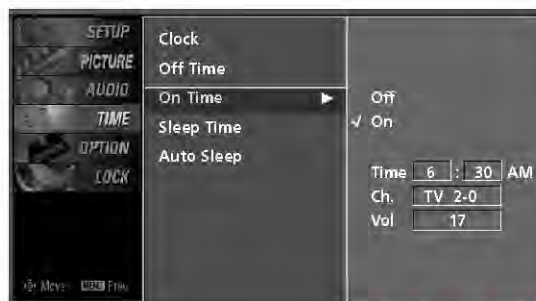 SETUP
PICTURE
AUDIO
TIME
OPTION
LOCK
Move MENU Prev
Clock
Off Time
On Time ▶
Sleep Time
Auto Sleep
Off
√ On
Time 6 : 30 AM
Ch. TV 2-0
Vol 17